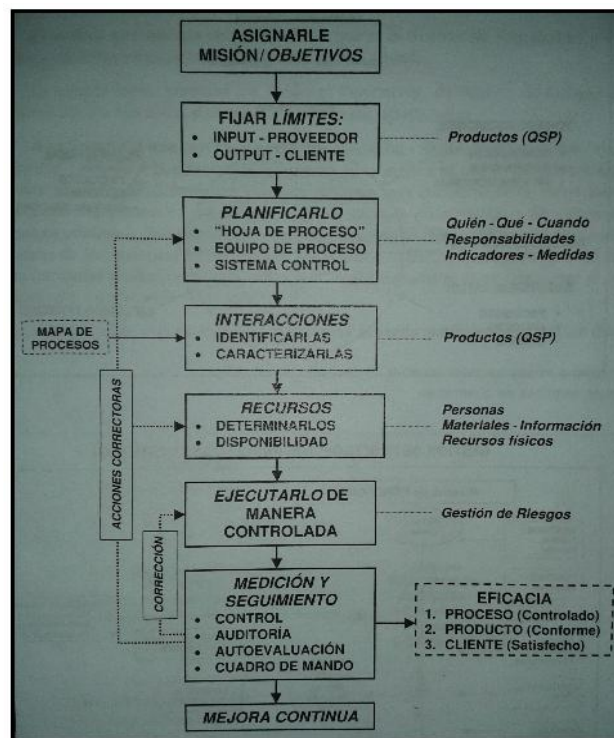 ASIGNARLE
MISIÓN/OBJETIVOS
FIJAR LÍMITES:
• INPUT - PROVEEDOR
• OUTPUT - CLIENTE
Productos (QSP)
PLANIFICARLO
• "HOJA DE PROCESO"
• EQUIPO DE PROCESO
• SISTEMA CONTROL
Quién - Qué - Cuando
Responsabilidades
Indicadores - Medidas
MAPA DE
PROCESOS
INTERACCIONES
• IDENTIFICARLAS
• CARACTERIZARLAS
Productos (QSP)
ACCIONES CORRECTORAS
RECURSOS
• DETERMINARLOS
• DISPONIBILIDAD
Personas
Materiales - Información
Recursos físicos
EJECUTARLO DE
MANERA
CONTROLADA
Gestión de Riesgos
CORRECCIÓN
MEDICIÓN Y
SEGUIMIENTO
• CONTROL
• AUDITORÍA
• AUTOEVALUACIÓN
• CUADRO DE MANDO
EFICACIA
1. PROCESO (Controlado)
2. PRODUCTO (Conforme)
3. CLIENTE (Satisfecho)
MEJORA CONTINUA